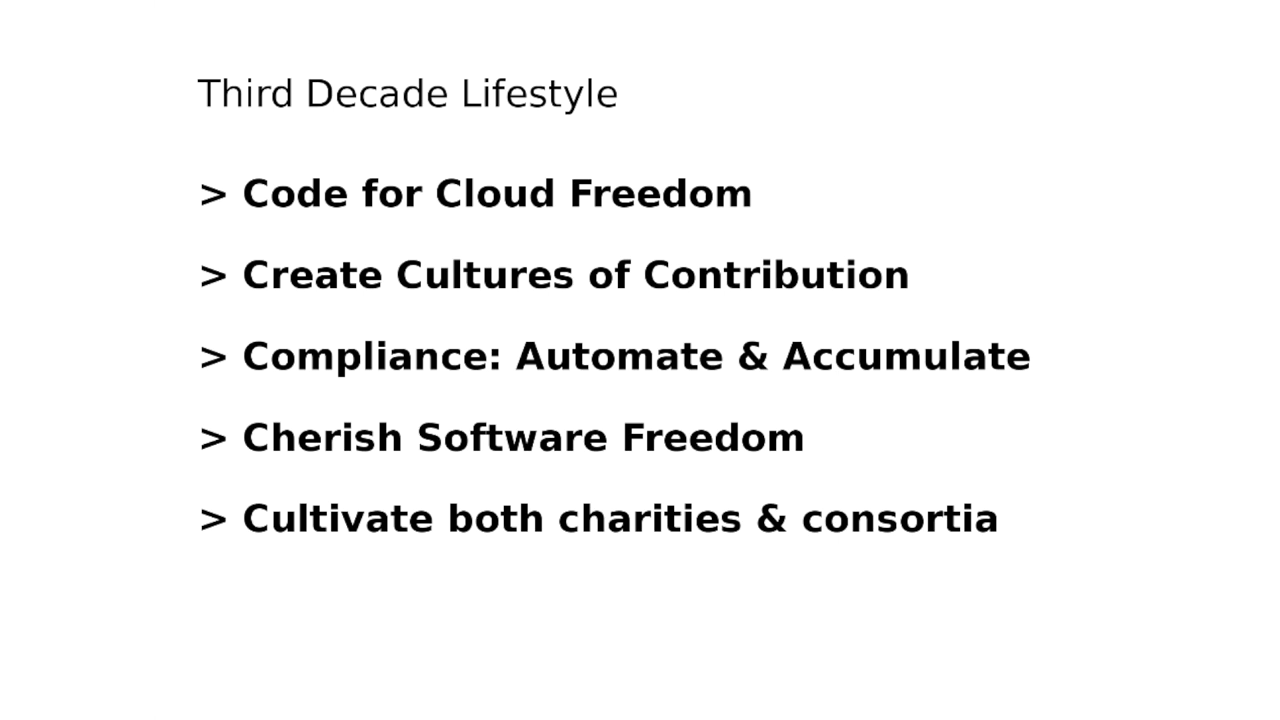 Third Decade Lifestyle
> Code for Cloud Freedom
> Create Cultures of Contribution
> Compliance: Automate & Accumulate
> Cherish Software Freedom
> Cultivate both charities & consortia